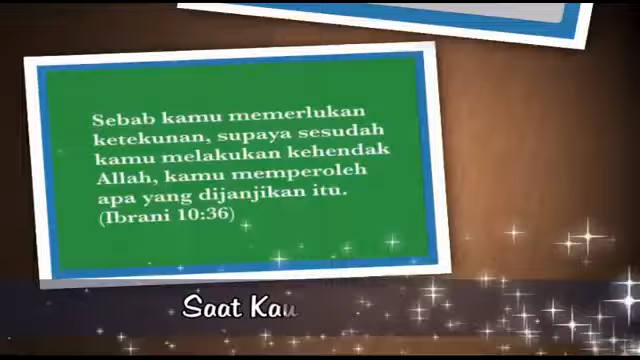 Sebab kamu memerlukan
ketekunan, supaya sesudah
kamu melakukan kehendak
Allah, kamu memperoleh
apa yang dijanjikan itu.
(Ibrani 10:36)
Saat Kau